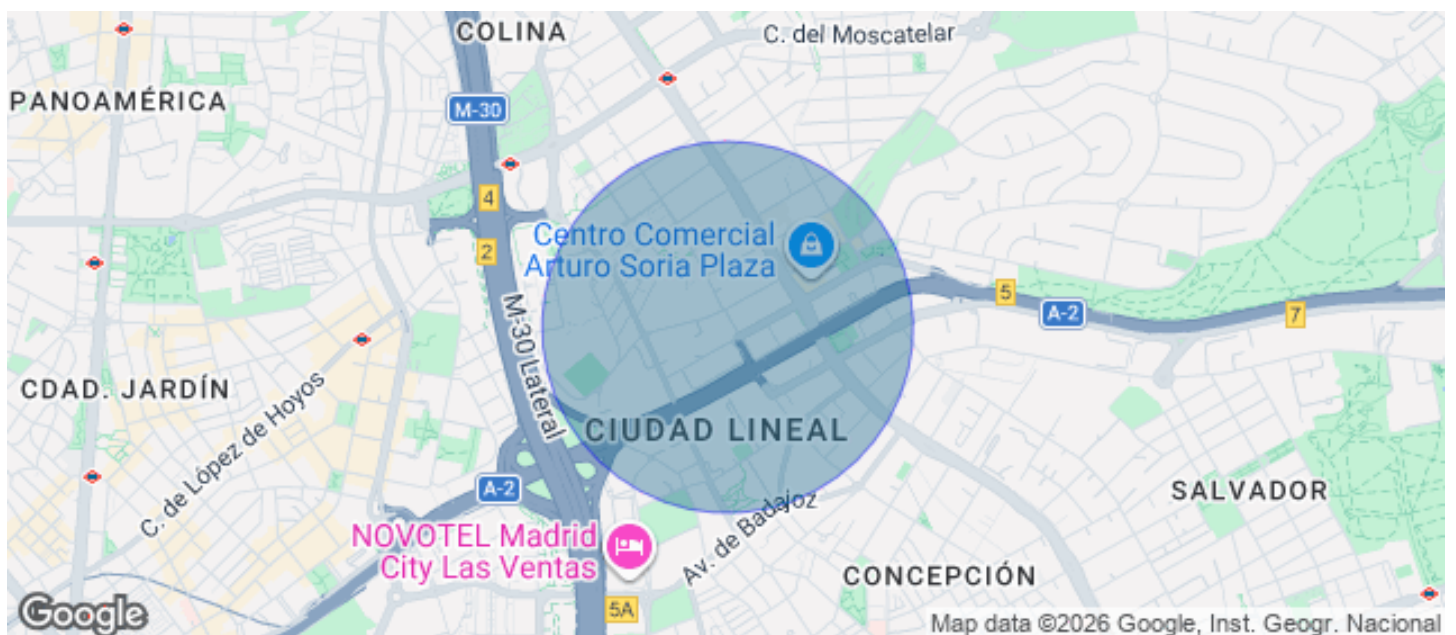 COLINA
C. del Moscatelar
PANOAMÉRICA
M-30
4
2
Centro Comercial
Arturo Soria Plaza
M-30 Lateral
5
A-2
7
CDAD. JARDÍN
C. de López de Hoyos
CIUDAD LINEAL
A-2
SALVADOR
NOVOTEL Madrid
City Las Ventas
Av. de Badajoz
CONCEPCIÓN
5A
Google
Map data ©2026 Google, Inst. Geogr. Nacional